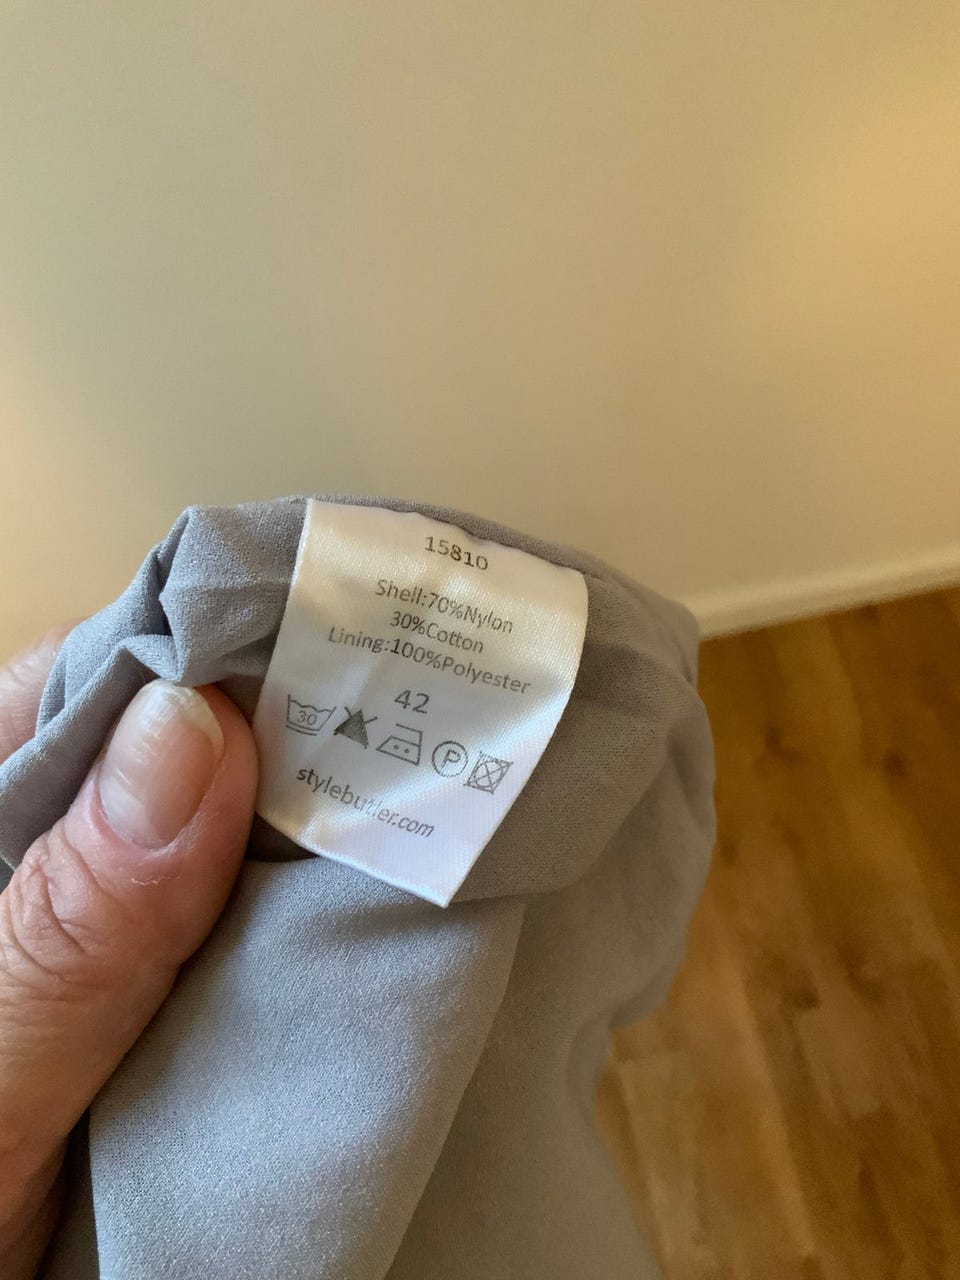 15810
Shell:70%Nylon
30%Cotton
Lining:100%Polyester
42
30 P
stylebutler.com